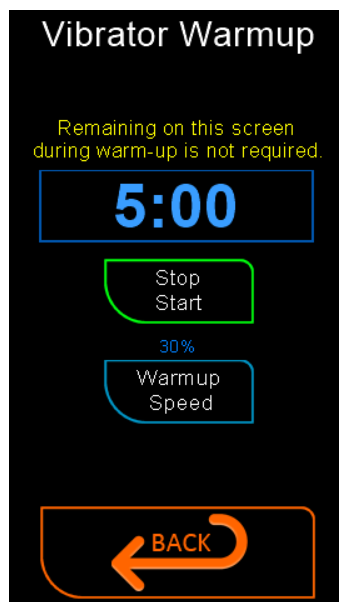 Vibrator Warmup
Remaining on this screen
during warm-up is not required.
5:00
Stop
Start
30%
Warmup
Speed
BACK